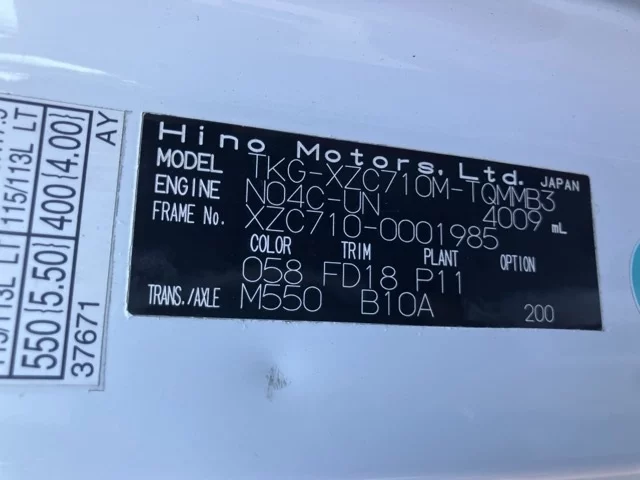 Hino Motors, Ltd. JAPAN
MODEL TKG-XZC710M-TQMMB3
ENGINE N04C-UN 4009 mL
FRAME No. XZC710-0001985
COLOR TRIM PLANT OPTION
058 FD18 P11
TRANS./AXLE M550 B10A 200
115/113L LT
550(5.50) 400(4.00)
37671 AY